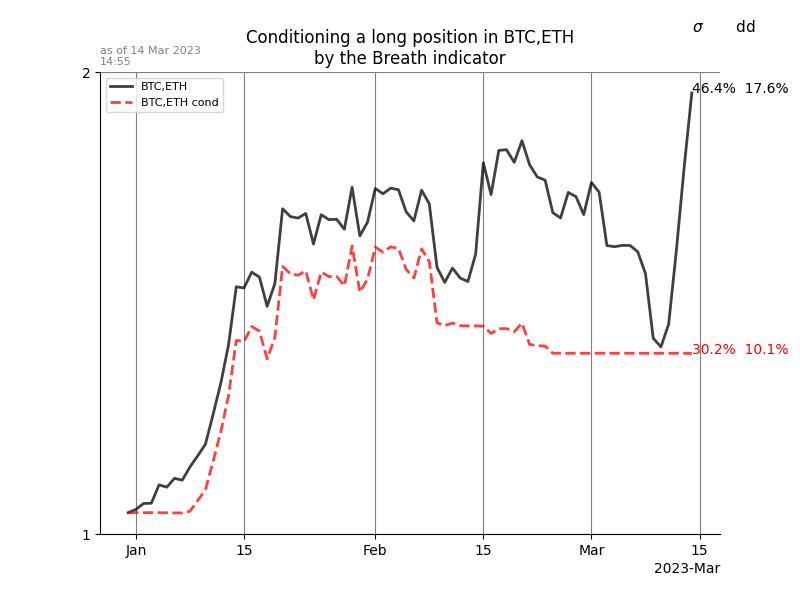 σ dd
Conditioning a long position in BTC,ETH
by the Breath indicator
as of 14 Mar 2023
14:55
2
BTC,ETH
BTC,ETH cond
46.4% 17.6%
30.2% 10.1%
1
Jan 15 Feb 15 Mar 15
2023-Mar